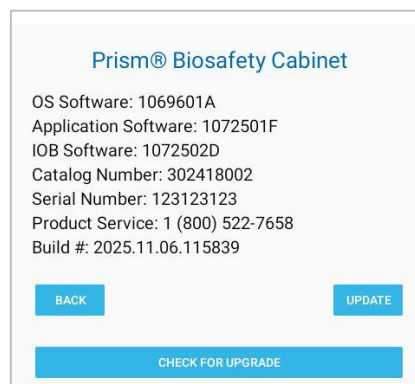 Prism® Biosafety Cabinet
OS Software: 1069601A
Application Software: 1072501F
IOB Software: 1072502D
Catalog Number: 302418002
Serial Number: 123123123
Product Service: 1 (800) 522-7658
Build #: 2025.11.06.115839
BACK UPDATE
CHECK FOR UPGRADE